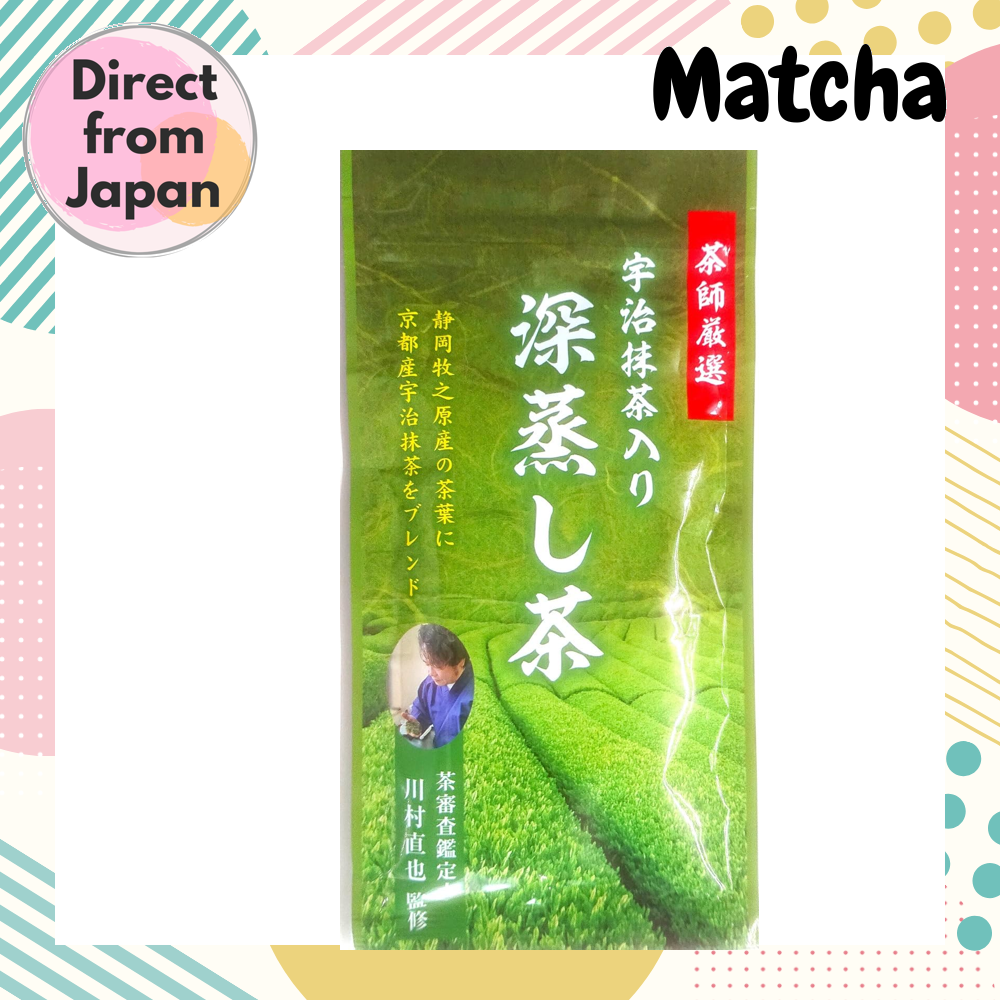 Direct
from
Japan
Matcha
茶師厳選
宇治抹茶入り
深蒸し茶
静岡牧之原産の茶葉に
京都産宇治抹茶をブレンド
茶審査鑑定
川村直也 監修